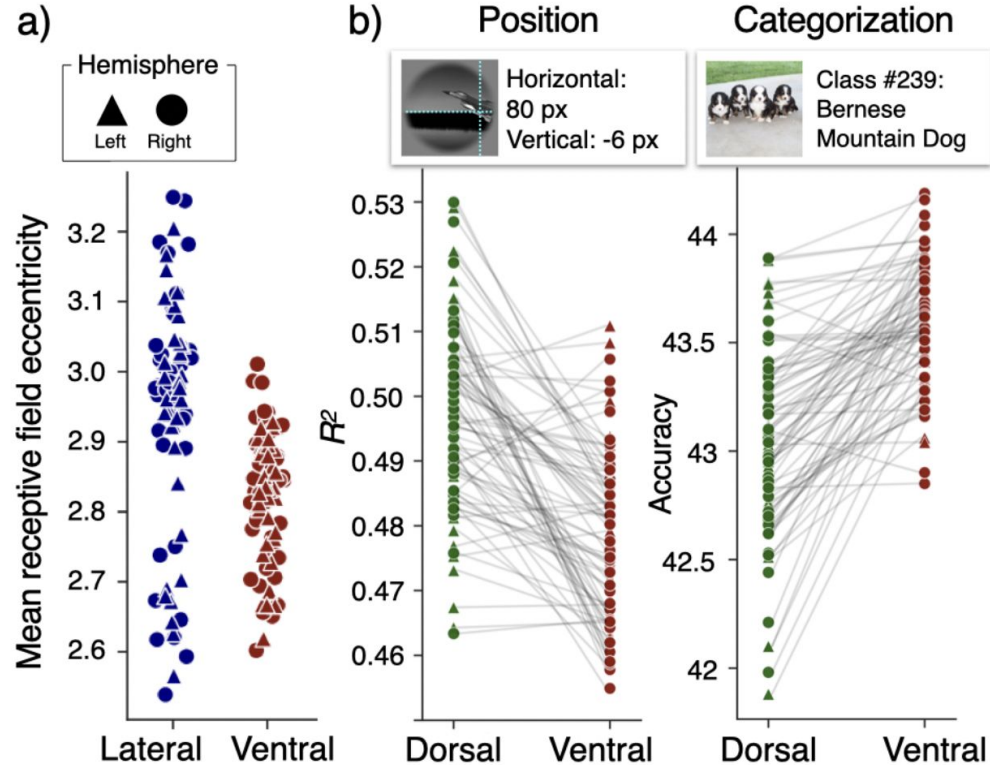 a)
Hemisphere
Left Right
Mean receptive field eccentricity
3.2
3.1
3.0
2.9
2.8
2.7
2.6
Lateral Ventral
b)
Position
Horizontal:
80 px
Vertical: -6 px
R²
0.53
0.52
0.51
0.50
0.49
0.48
0.47
0.46
Dorsal Ventral
Categorization
Class #239:
Bernese
Mountain Dog
Accuracy
44
43.5
43
42.5
42
Dorsal Ventral